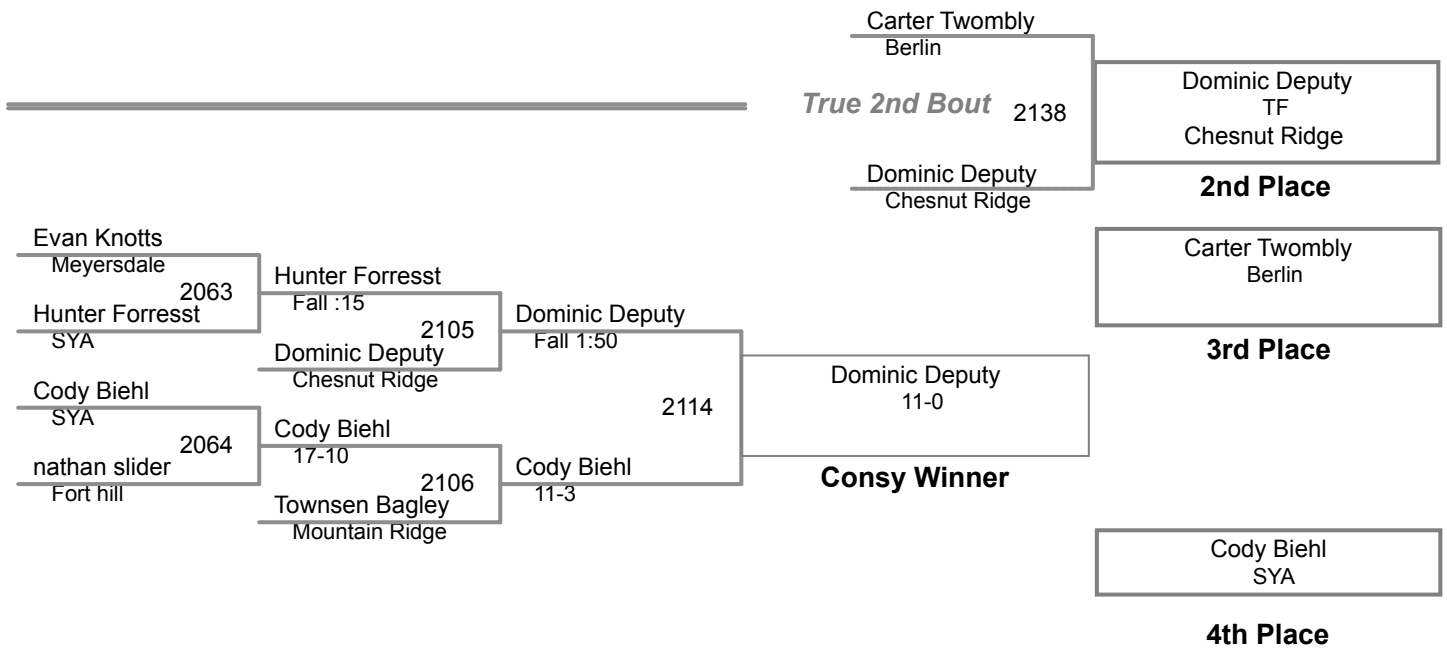 Carter Twombly
Berlin
True 2nd Bout 2138
Dominic Deputy
TF
Chesnut Ridge
2nd Place
Dominic Deputy
Chesnut Ridge
Evan Knotts
Meyersdale
2063
Hunter Forresst
SYA
Hunter Forresst
Fall :15
2105
Dominic Deputy
Chesnut Ridge
Dominic Deputy
Fall 1:50
Carter Twombly
Berlin
3rd Place
Cody Biehl
SYA
2064
nathan slider
Fort hill
Cody Biehl
17-10
2106
Townsen Bagley
Mountain Ridge
Cody Biehl
11-3
2114
Dominic Deputy
11-0
Consy Winner
Cody Biehl
SYA
4th Place